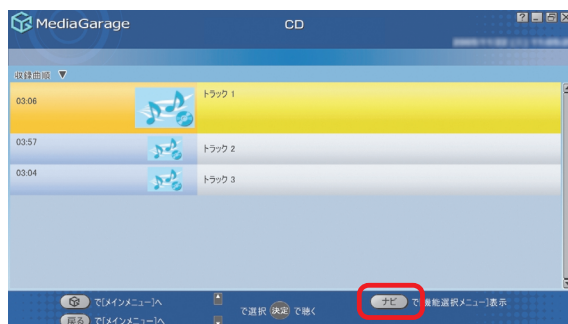 MediaGarage
CD
収録曲順 ▼
03:06 トラック 1
03:57 トラック 2
03:04 トラック 3
で[メインメニュー]へ
で選択 決定 で聴く
ナビ で[機能選択メニュー]表示
戻る で[メインメニュー]へ